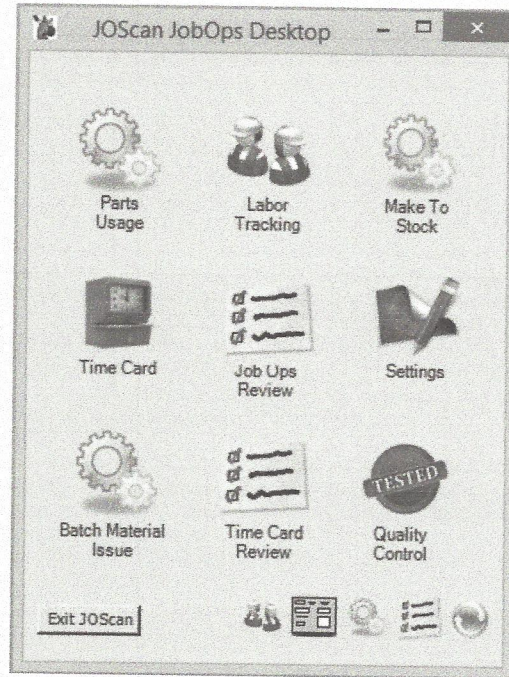 JOScan JobOps Desktop
Parts
Usage
Labor
Tracking
Make To
Stock
Time Card
Job Ops
Review
Settings
Batch Material
Issue
Time Card
Review
TESTED
Quality
Control
Exit JOScan